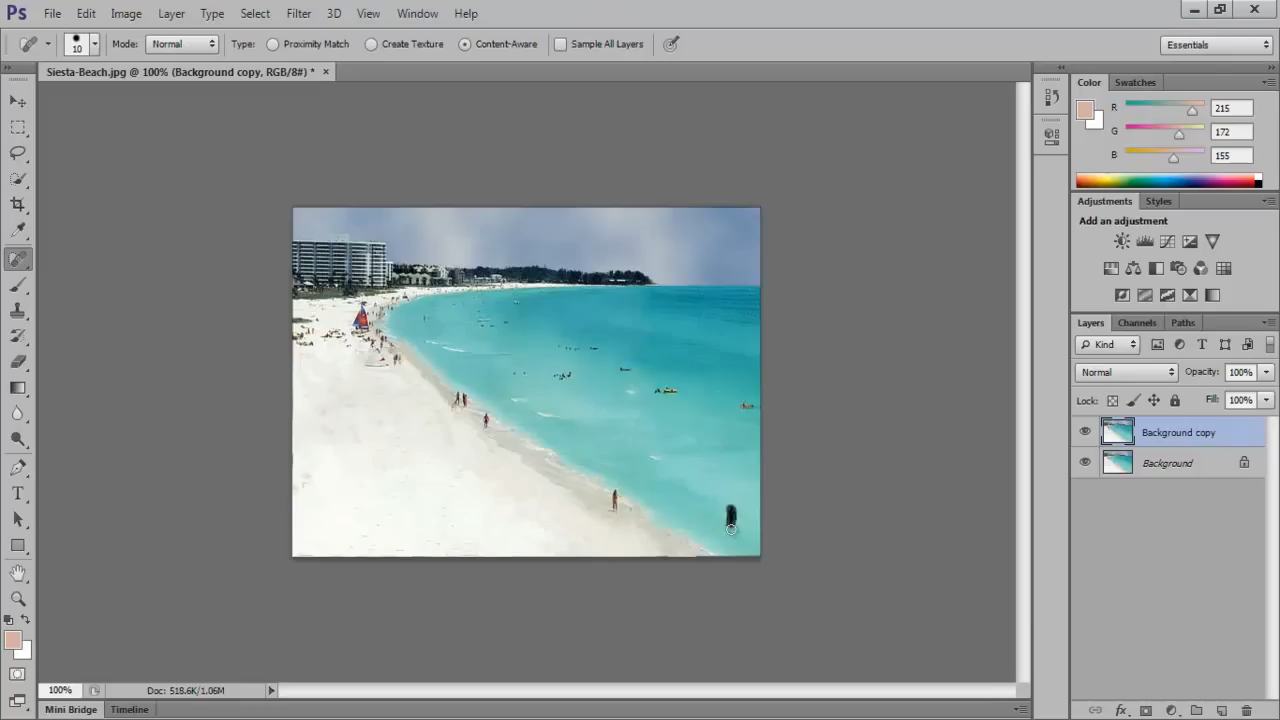 Ps File Edit Image Layer Type Select Filter 3D View Window Help
10 Mode: Normal Type: Proximity Match Create Texture Content-Aware Sample All Layers Essentials
Siesta-Beach.jpg @ 100% (Background copy, RGB/8#) * ×
Color Swatches
R 215
G 172
B 155
Adjustments Styles
Add an adjustment
Layers Channels Paths
Kind T
Normal Opacity: 100%
Lock: Fill: 100%
Background copy
Background
T
100% Doc: 518.6K/1.06M
Mini Bridge Timeline
fx